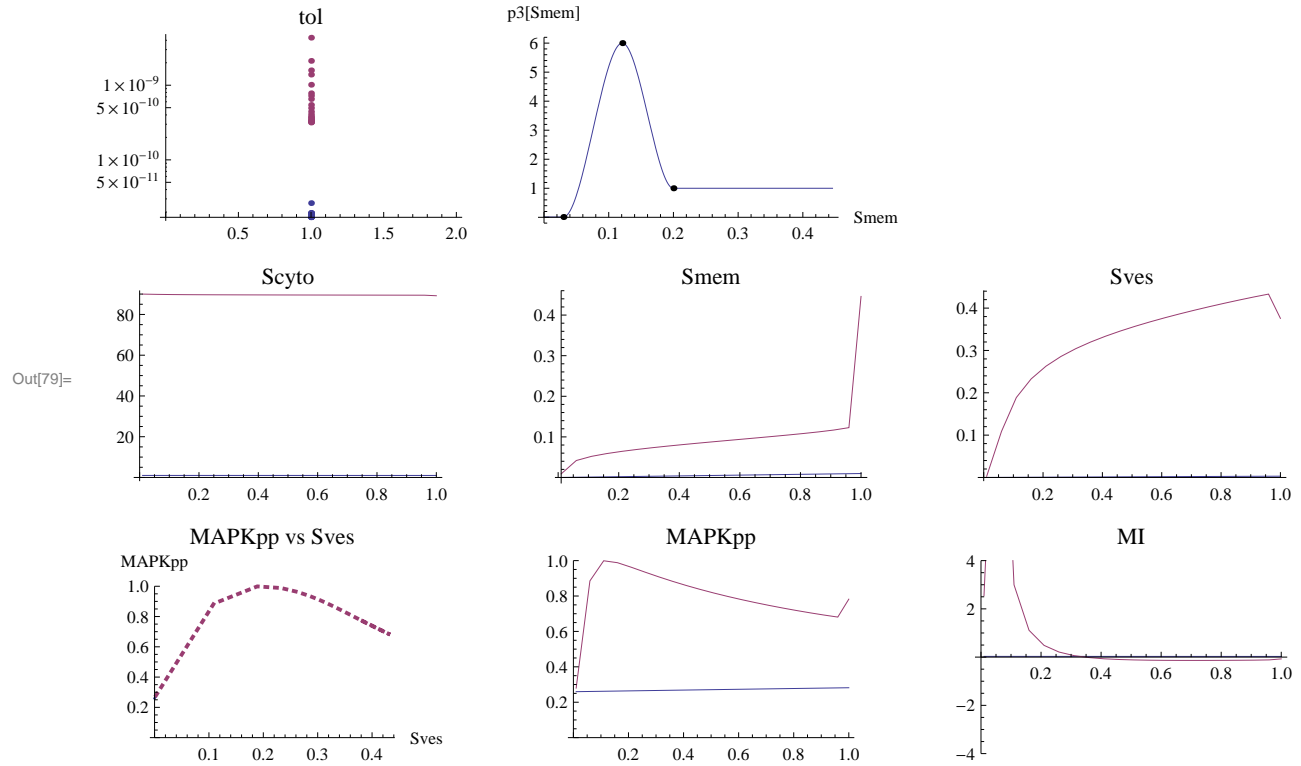 tol
1×10⁻⁹
5×10⁻¹⁰
1×10⁻¹⁰
5×10⁻¹¹
0.5 1.0 1.5 2.0
p3[Smem]
6
5
4
3
2
1
0.1 0.2 0.3 0.4
Smem
Out[79]=
Scyto
80
60
40
20
0.2 0.4 0.6 0.8 1.0
Smem
0.4
0.3
0.2
0.1
0.2 0.4 0.6 0.8 1.0
Sves
0.4
0.3
0.2
0.1
0.2 0.4 0.6 0.8 1.0
MAPKpp vs Sves
MAPKpp
1.0
0.8
0.6
0.4
0.2
0.1 0.2 0.3 0.4
Sves
MAPKpp
1.0
0.8
0.6
0.4
0.2
0.2 0.4 0.6 0.8 1.0
MI
4
2
0.2 0.4 0.6 0.8 1.0
−2
−4